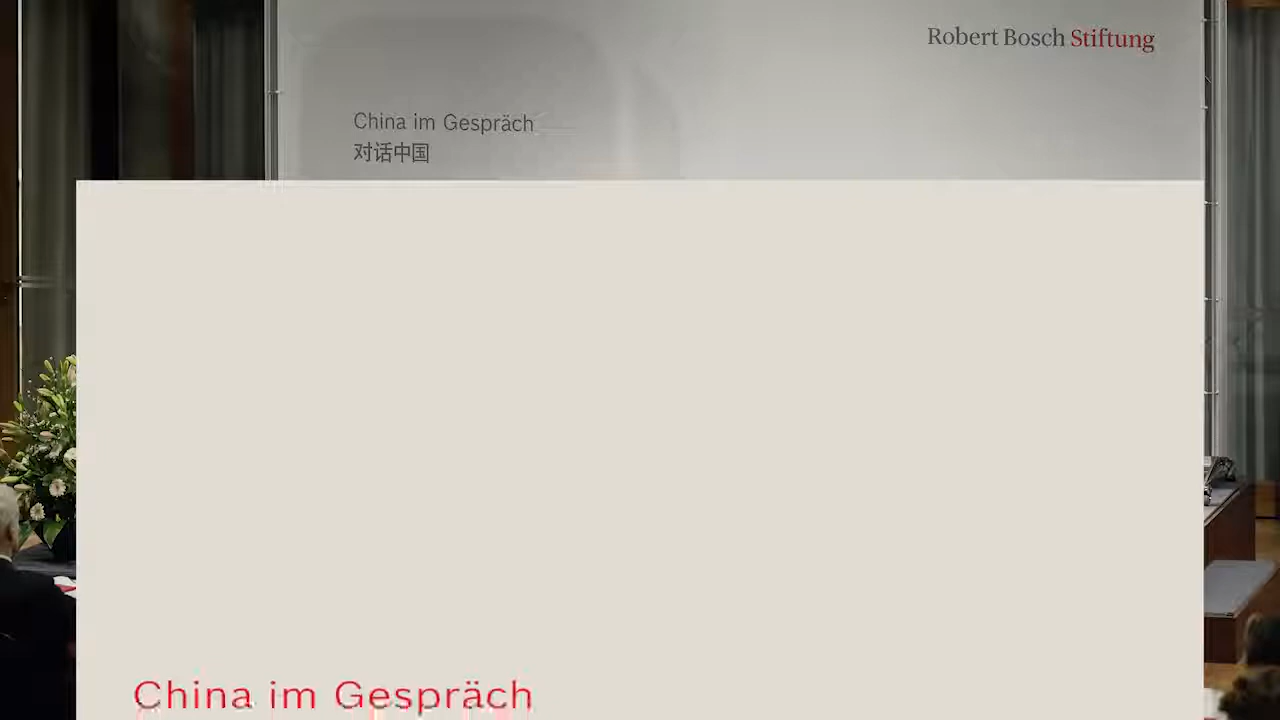 Robert Bosch Stiftung
China im Gespräch
对话中国
China im Gespräch